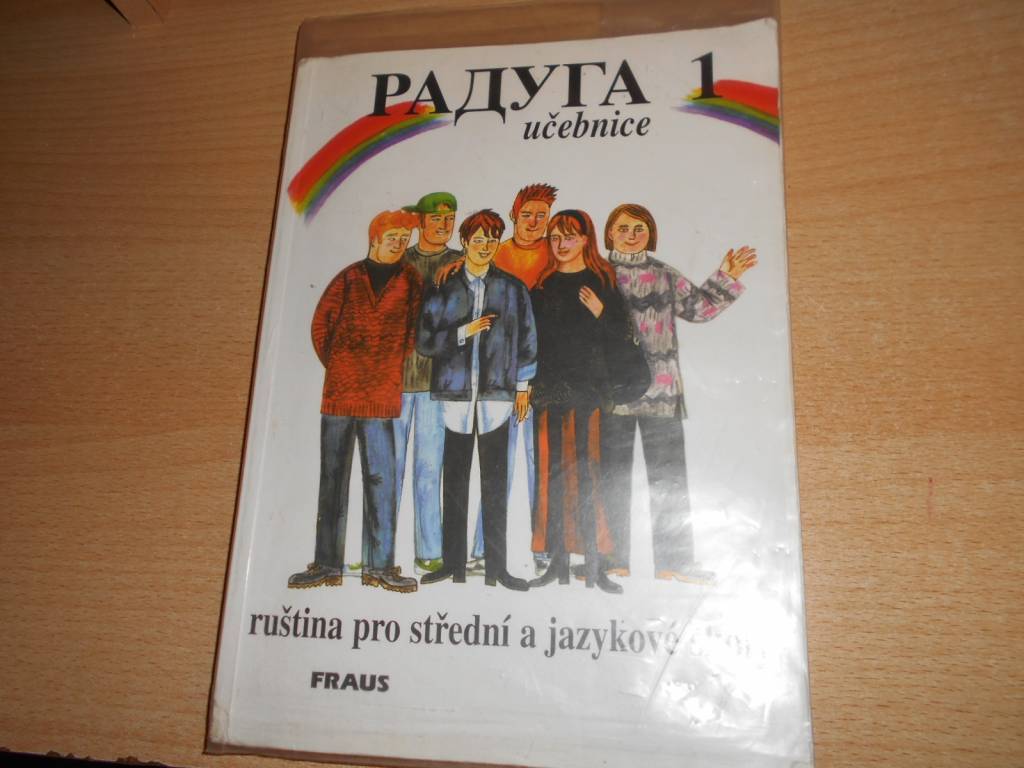 РАДУГА 1
učebnice
ruština pro střední a jazykové
FRAUS